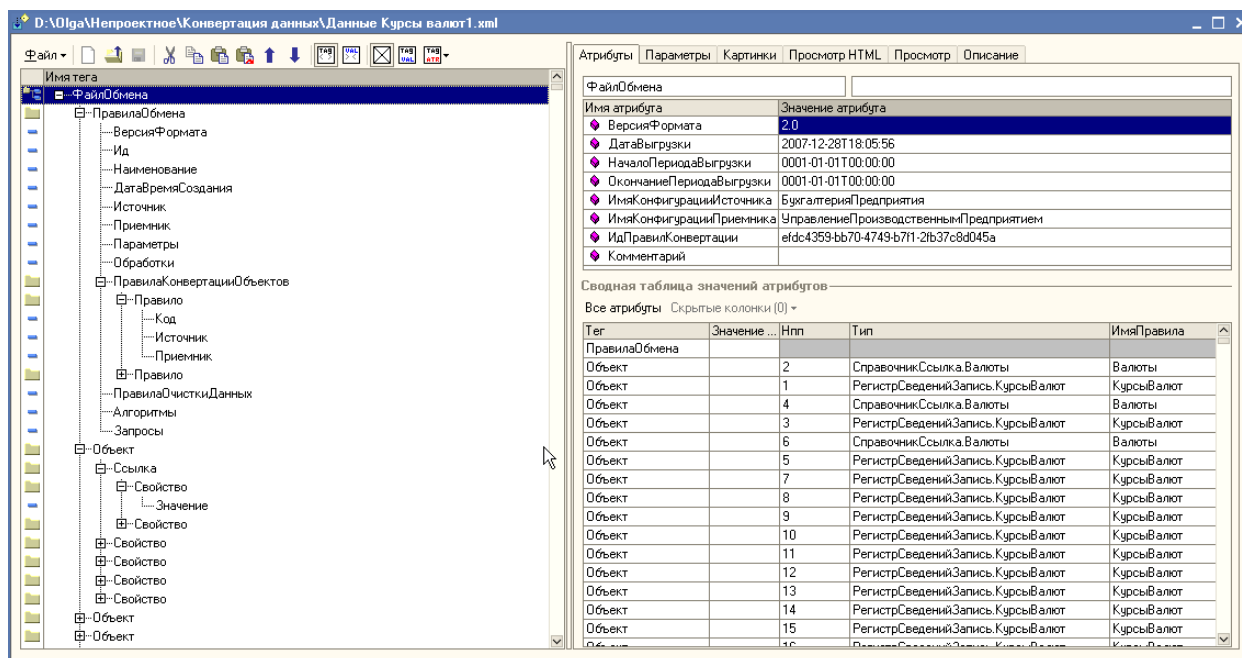 D:\Olga\Непроектное\Конвертация данных\Данные Курсы валют1.xml
Файл
TAG
VAL
TAG VAL
TAG ATR
Имя тега
ФайлОбмена
ПравилаОбмена
ВерсияФормата
Ид
Наименование
ДатаВремяСоздания
Источник
Приемник
Параметры
Обработки
ПравилаКонвертацииОбъектов
Правило
Код
Источник
Приемник
Правило
ПравилаОчисткиДанных
Алгоритмы
Запросы
Объект
Ссылка
Свойство
Значение
Свойство
Свойство
Свойство
Свойство
Свойство
Объект
Объект
Атрибуты Параметры Картинки Просмотр HTML Просмотр Описание
ФайлОбмена
Имя атрибута Значение атрибута
ВерсияФормата 2.0
ДатаВыгрузки 2007-12-28T18:05:56
НачалоПериодаВыгрузки 0001-01-01T00:00:00
ОкончаниеПериодаВыгрузки 0001-01-01T00:00:00
ИмяКонфигурацииИсточника БухгалтерияПредприятия
ИмяКонфигурацииПриемника УправлениеПроизводственнымПредприятием
ИдПравилКонвертации efdc4359-bb70-4749-b7f1-2fb37c8d045a
Комментарий
Сводная таблица значений атрибутов
Все атрибуты Скрытые колонки (0)
Тег Значение ... Нпп Тип ИмяПравила
ПравилаОбмена
Объект 2 СправочникСсылка.Валюты Валюты
Объект 1 РегистрСведенийЗапись.КурсыВалют КурсыВалют
Объект 4 СправочникСсылка.Валюты Валюты
Объект 3 РегистрСведенийЗапись.КурсыВалют КурсыВалют
Объект 6 СправочникСсылка.Валюты Валюты
Объект 5 РегистрСведенийЗапись.КурсыВалют КурсыВалют
Объект 7 РегистрСведенийЗапись.КурсыВалют КурсыВалют
Объект 8 РегистрСведенийЗапись.КурсыВалют КурсыВалют
Объект 9 РегистрСведенийЗапись.КурсыВалют КурсыВалют
Объект 10 РегистрСведенийЗапись.КурсыВалют КурсыВалют
Объект 11 РегистрСведенийЗапись.КурсыВалют КурсыВалют
Объект 12 РегистрСведенийЗапись.КурсыВалют КурсыВалют
Объект 13 РегистрСведенийЗапись.КурсыВалют КурсыВалют
Объект 14 РегистрСведенийЗапись.КурсыВалют КурсыВалют
Объект 15 РегистрСведенийЗапись.КурсыВалют КурсыВалют